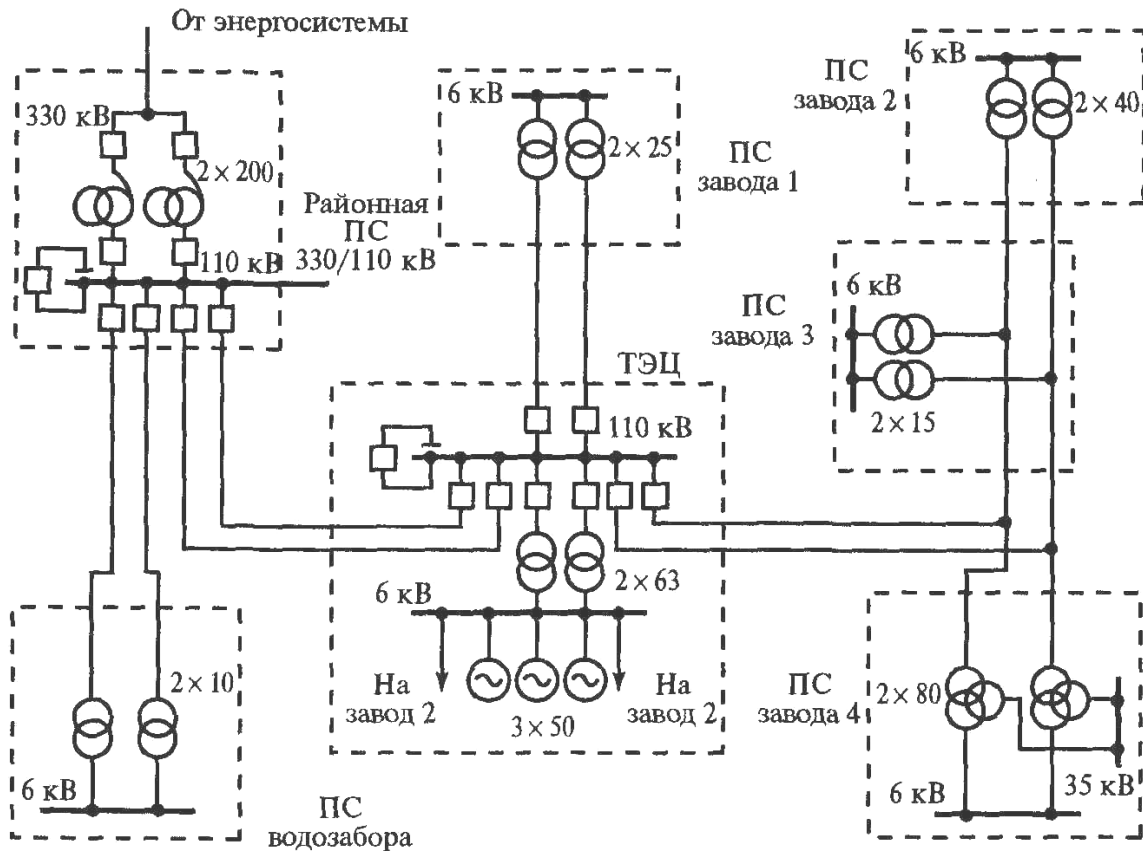 От энергосистемы
330 кВ
2 × 200
Районная
ПС
330/110 кВ
110 кВ
6 кВ
2 × 25
ПС
завода 1
ПС
завода 2
6 кВ
2 × 40
6 кВ
ПС
завода 3
2 × 15
ТЭЦ
110 кВ
2 × 63
6 кВ
На
завод 2
3 × 50
На
завод 2
2 × 10
6 кВ
ПС
водозабора
ПС
завода 4
2 × 80
6 кВ
35 кВ